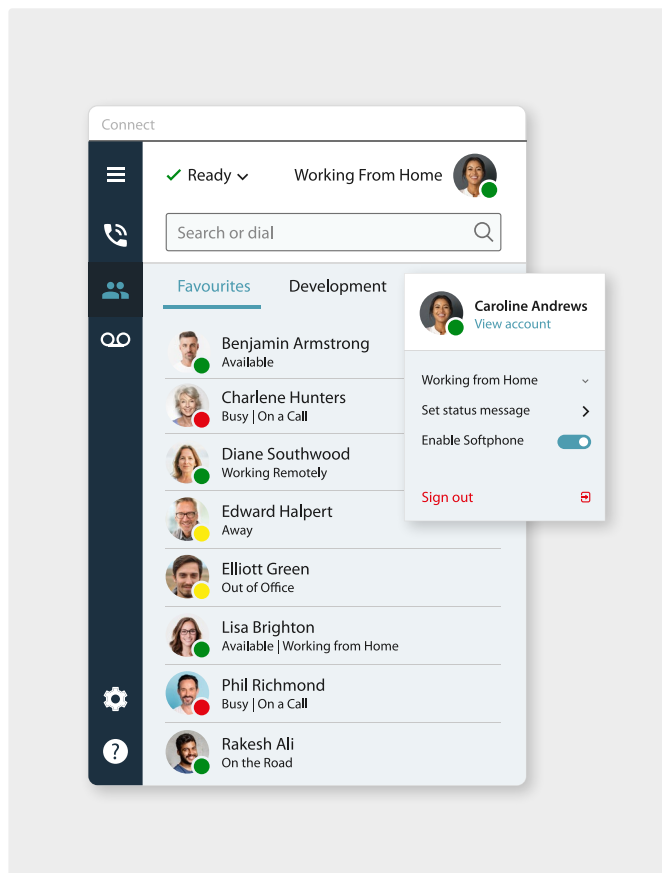 Connect
Ready
Working From Home
Search or dial
Favourites
Development
Benjamin Armstrong
Available
Charlene Hunters
Busy | On a Call
Diane Southwood
Working Remotely
Edward Halpert
Away
Elliott Green
Out of Office
Lisa Brighton
Available | Working from Home
Phil Richmond
Busy | On a Call
Rakesh Ali
On the Road
Caroline Andrews
View account
Working from Home
Set status message
Enable Softphone
Sign out
?